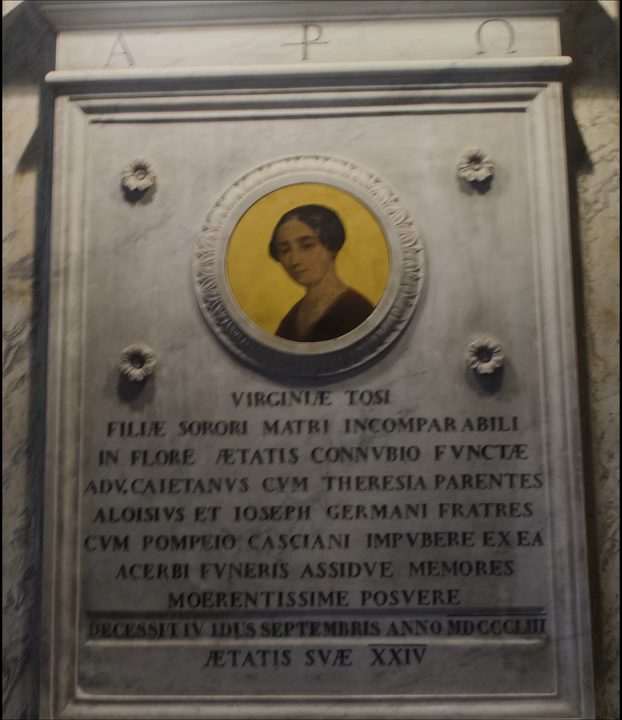 A ⳨ Ω
VIRGINIÆ TOSI
FILIÆ SORORI MATRI INCOMPARABILI
IN FLORE ÆTATIS CONNVBIO FVNCTÆ
ADV. CAIETANVS CVM THERESIA PARENTES
ALOISIVS ET IOSEPH GERMANI FRATRES
CVM POMPEIO CASCIANI IMPVBERE EX EA
ACERBI FVNERIS ASSIDVE MEMORES
MOERENTISSIME POSVERE
DECESSIT IV IDUS SEPTEMBRIS ANNO MDCCCLIII
ÆTATIS SVÆ XXIV